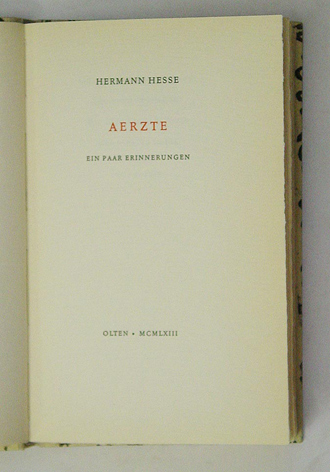 HERMANN HESSE
AERZTE
EIN PAAR ERINNERUNGEN
OLTEN • MCMLXIII